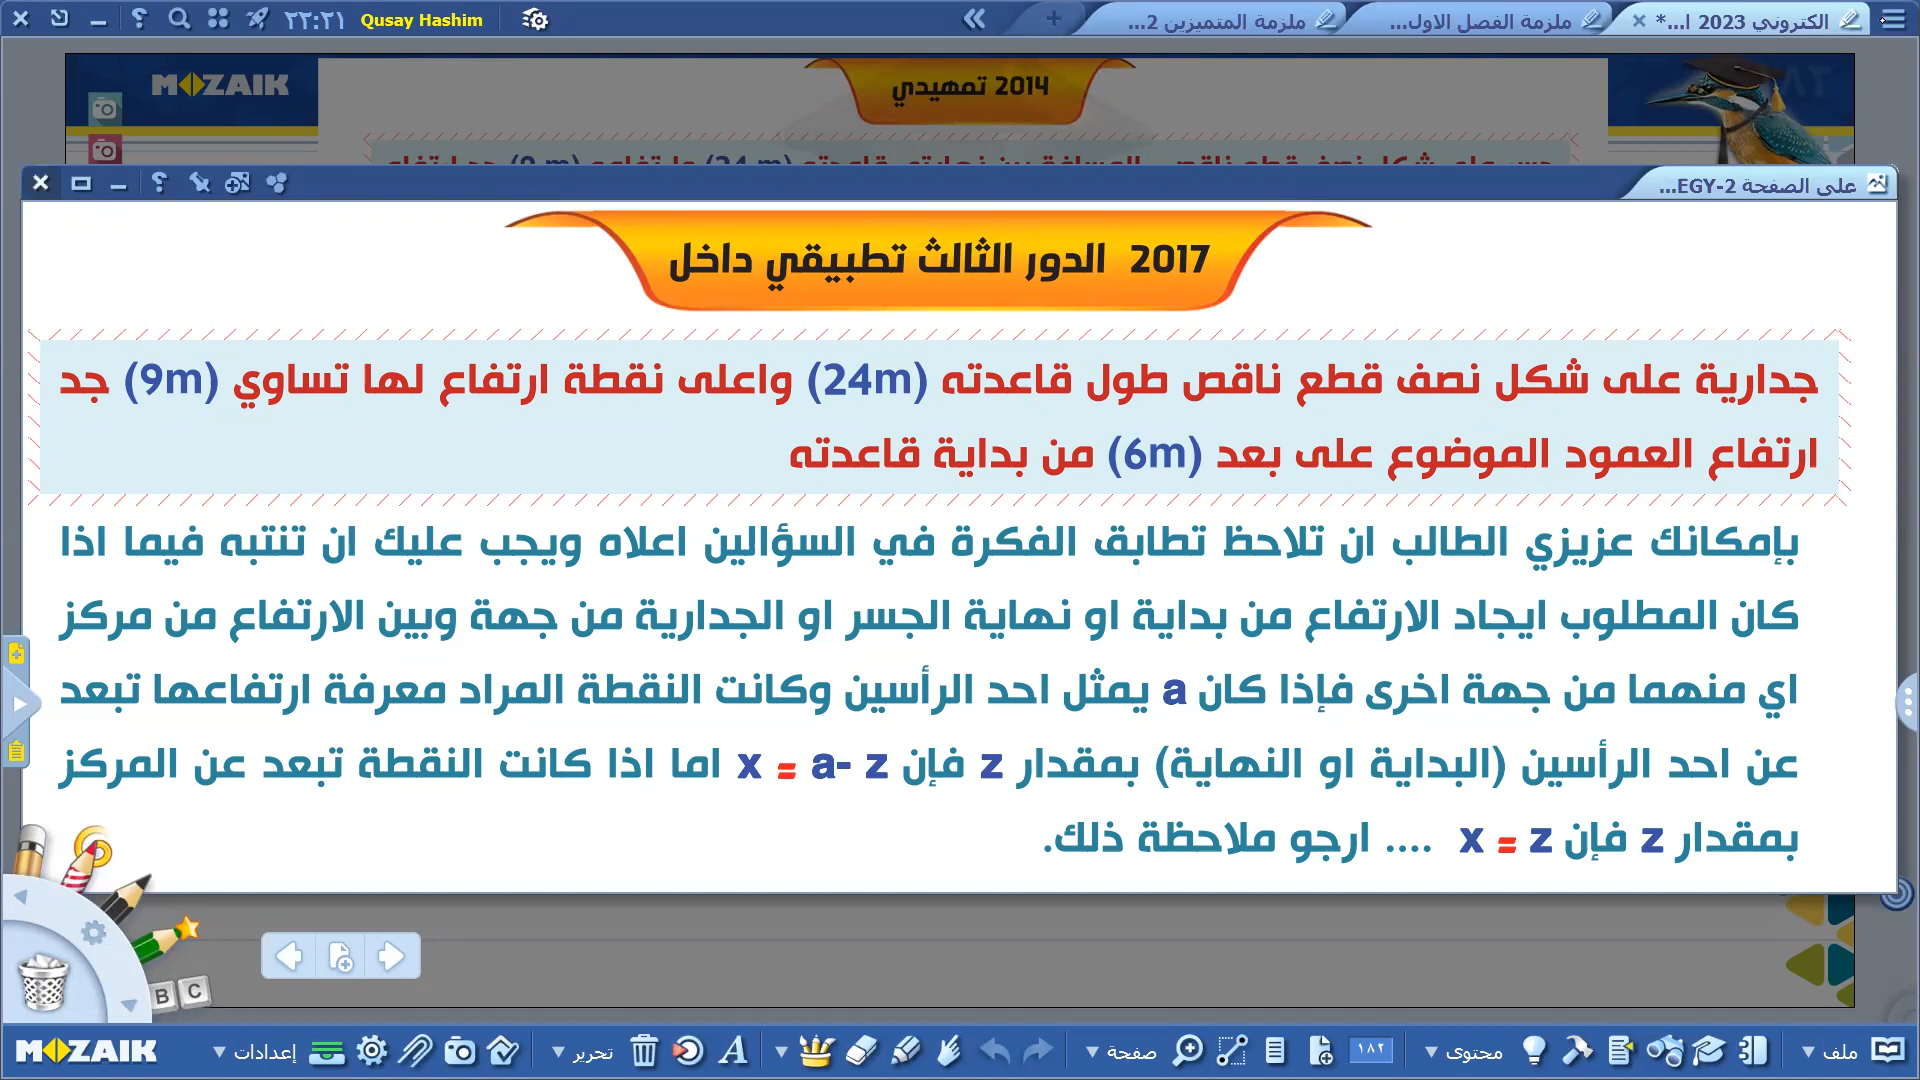 ٢٢:٢١
Qusay Hashim
ملزمة المتميزين 2...
ملزمة الفصل الاول...
الكتروني 2023 ا...*
MOZAIK
2014 تمهيدي
على الصفحة EGY-2...
2017 الدور الثالث تطبيقي داخل
جدارية على شكل نصف قطع ناقص طول قاعدته (24m) واعلى نقطة ارتفاع لها تساوي (9m) جد
ارتفاع العمود الموضوع على بعد (6m) من بداية قاعدته
بإمكانك عزيزي الطالب ان تلاحظ تطابق الفكرة في السؤالين اعلاه ويجب عليك ان تنتبه فيما اذا
كان المطلوب ايجاد الارتفاع من بداية او نهاية الجسر او الجدارية من جهة وبين الارتفاع من مركز
اي منهما من جهة اخرى فإذا كان a يمثل احد الرأسين وكانت النقطة المراد معرفة ارتفاعها تبعد
عن احد الرأسين (البداية او النهاية) بمقدار z فإن x = a- z اما اذا كانت النقطة تبعد عن المركز
بمقدار z فإن x = z .... ارجو ملاحظة ذلك.
B C
MOZAIK
إعدادات
تحرير
صفحة
١٨٢
محتوى
ملف